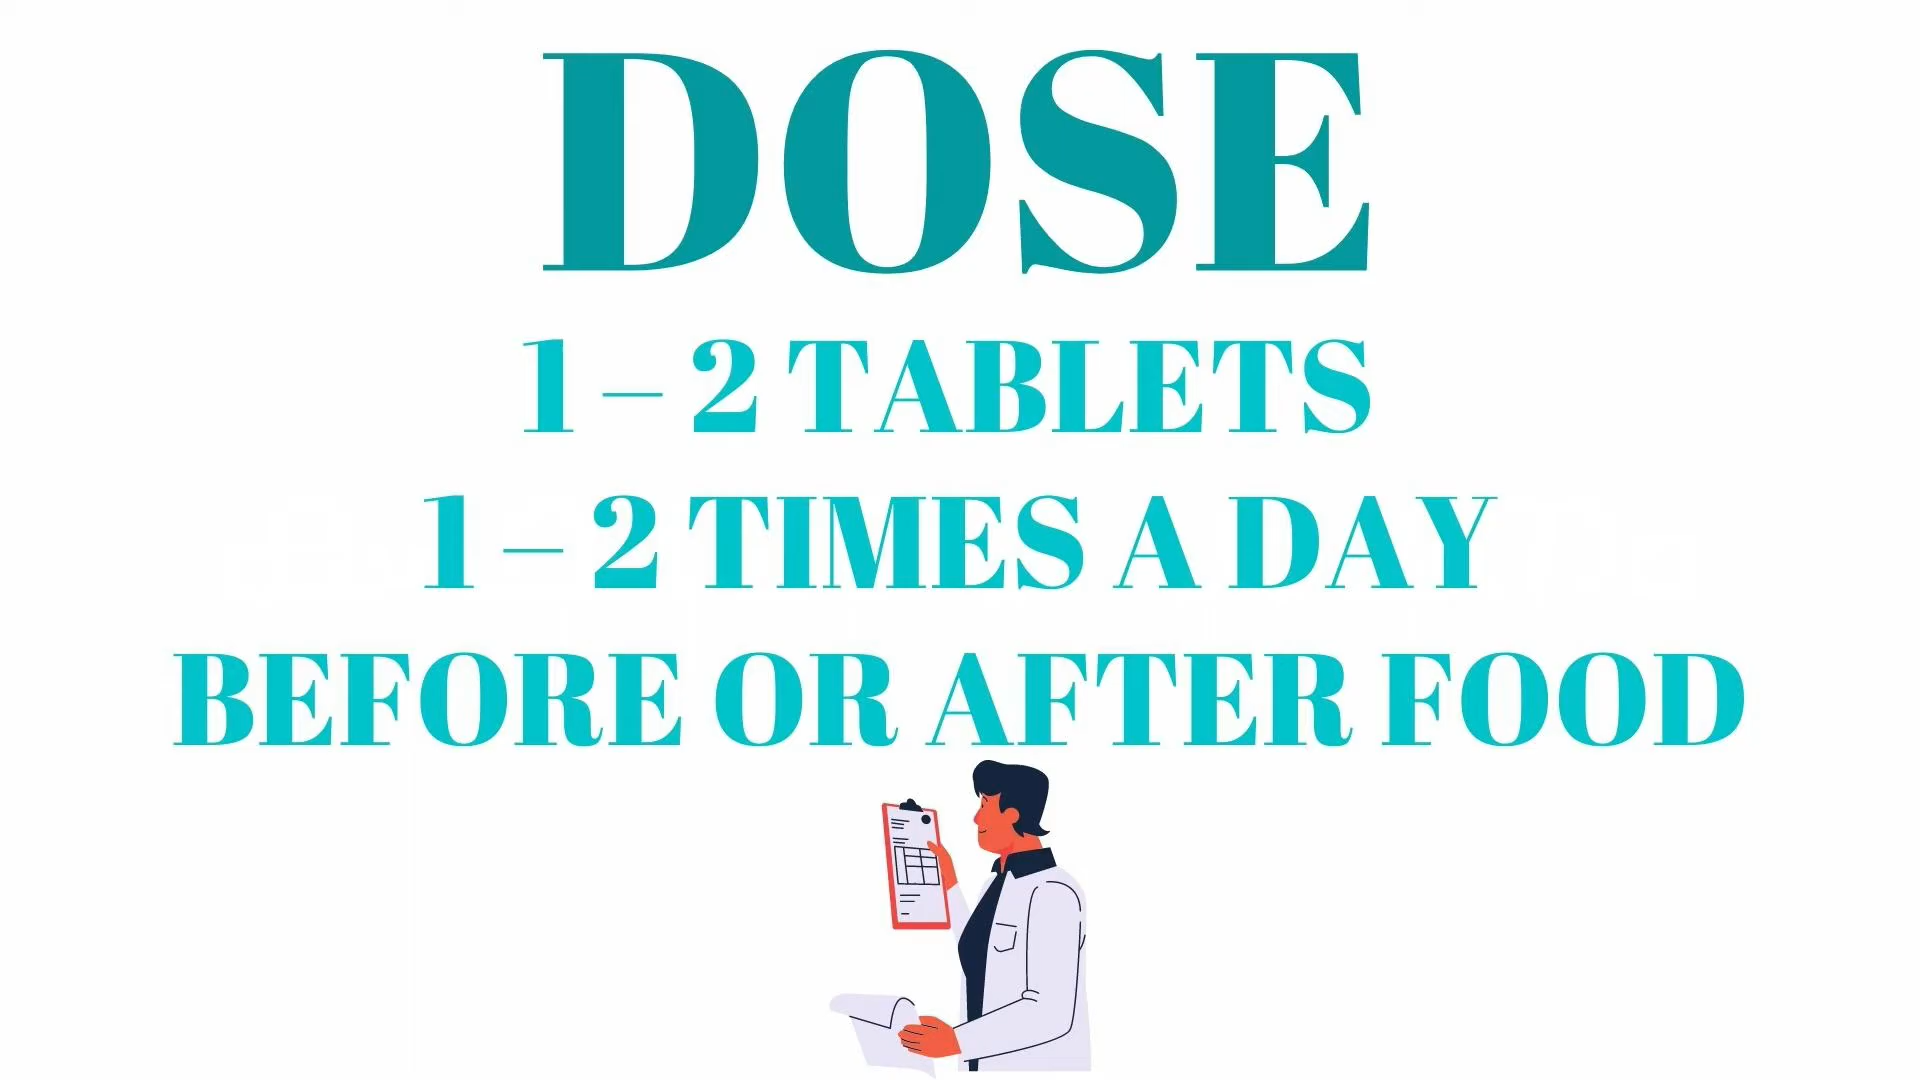 DOSE
1 – 2 TABLETS
1 – 2 TIMES A DAY
BEFORE OR AFTER FOOD